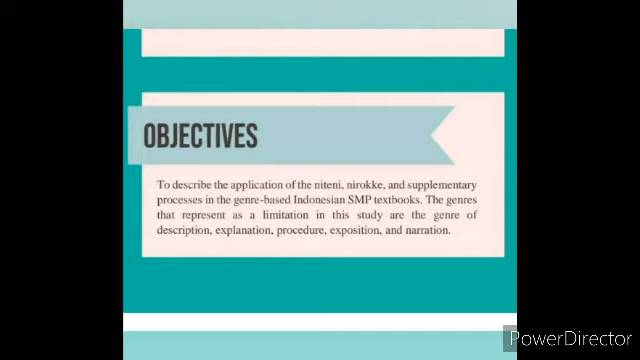 OBJECTIVES
To describe the application of the niteni, nirokke, and supplementary
processes in the genre-based Indonesian SMP textbooks. The genres
that represent as a limitation in this study are the genre of
description, explanation, procedure, exposition, and narration.
PowerDirector